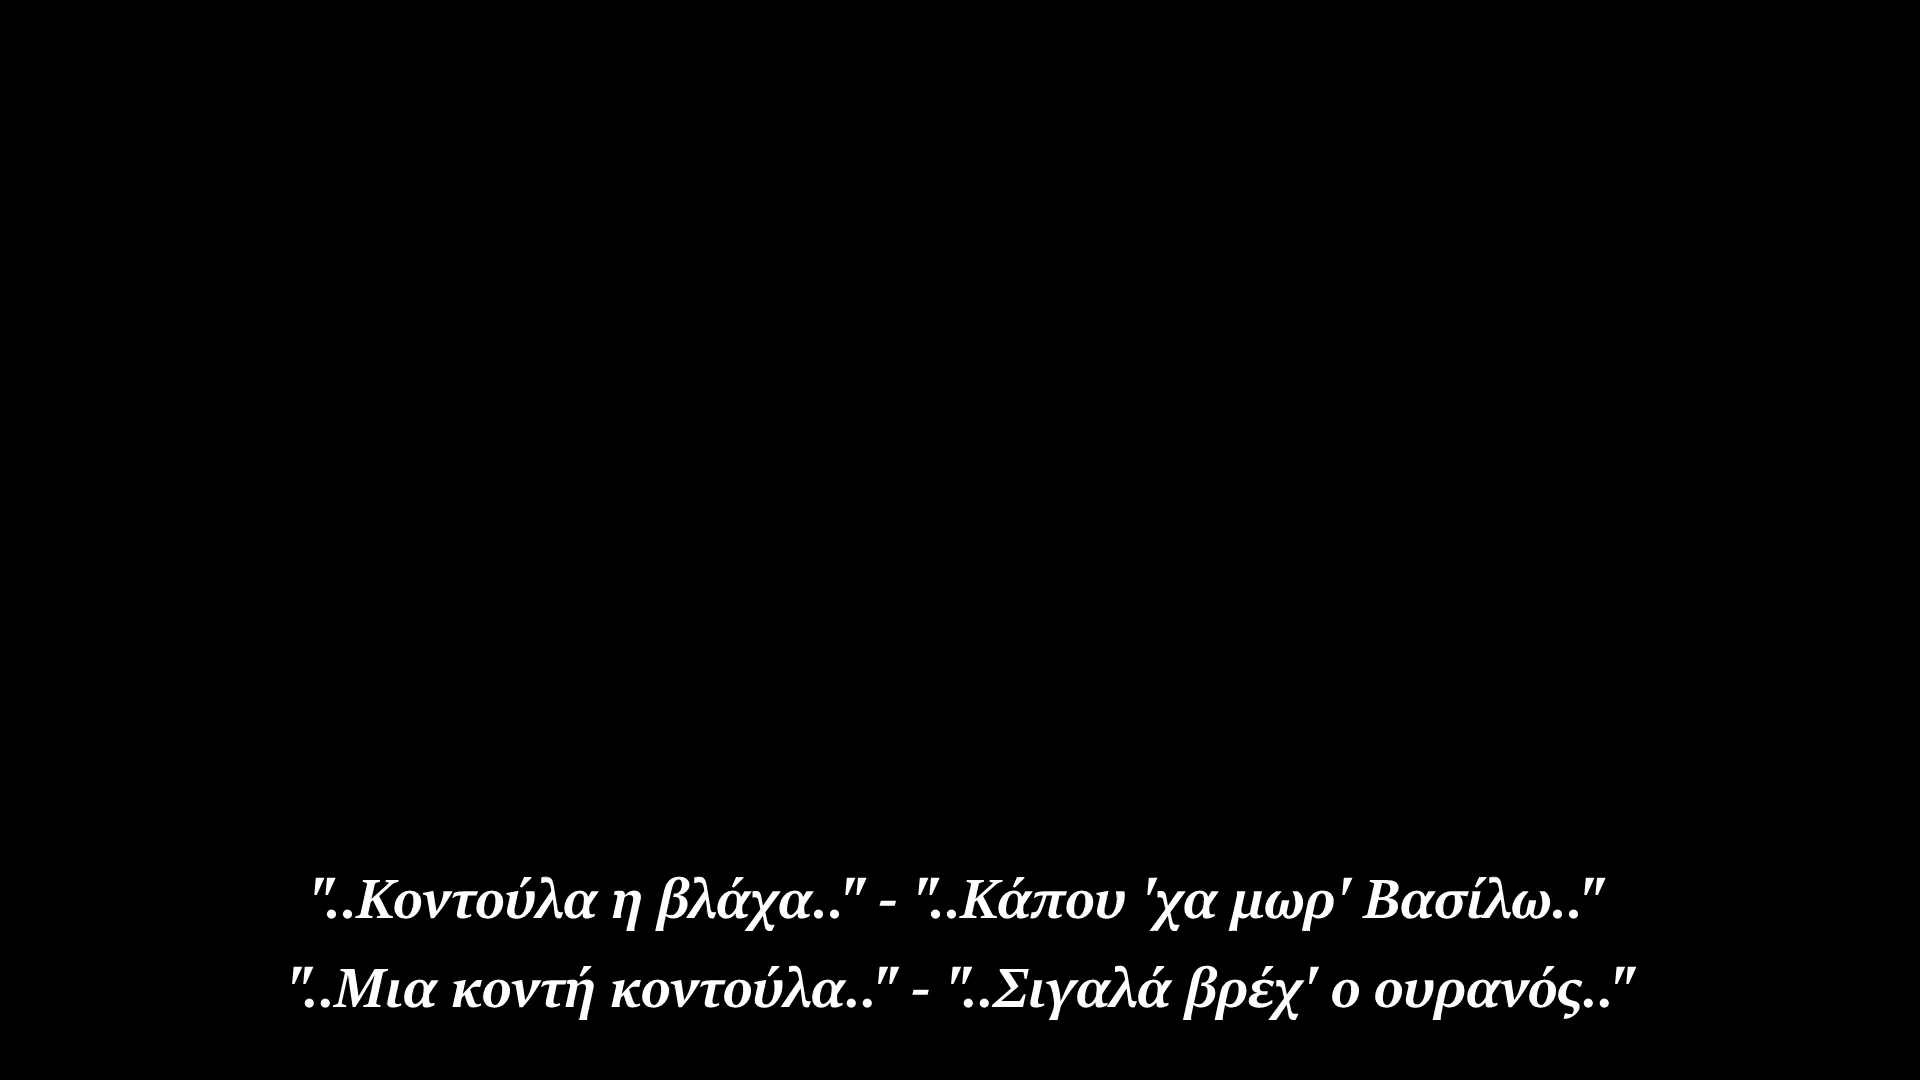 "..Κοντούλα η βλάχα.." - "..Κάπου 'χα μωρ' Βασίλω.."
"..Μια κοντή κοντούλα.." - "..Σιγαλά βρέχ' ο ουρανός.."